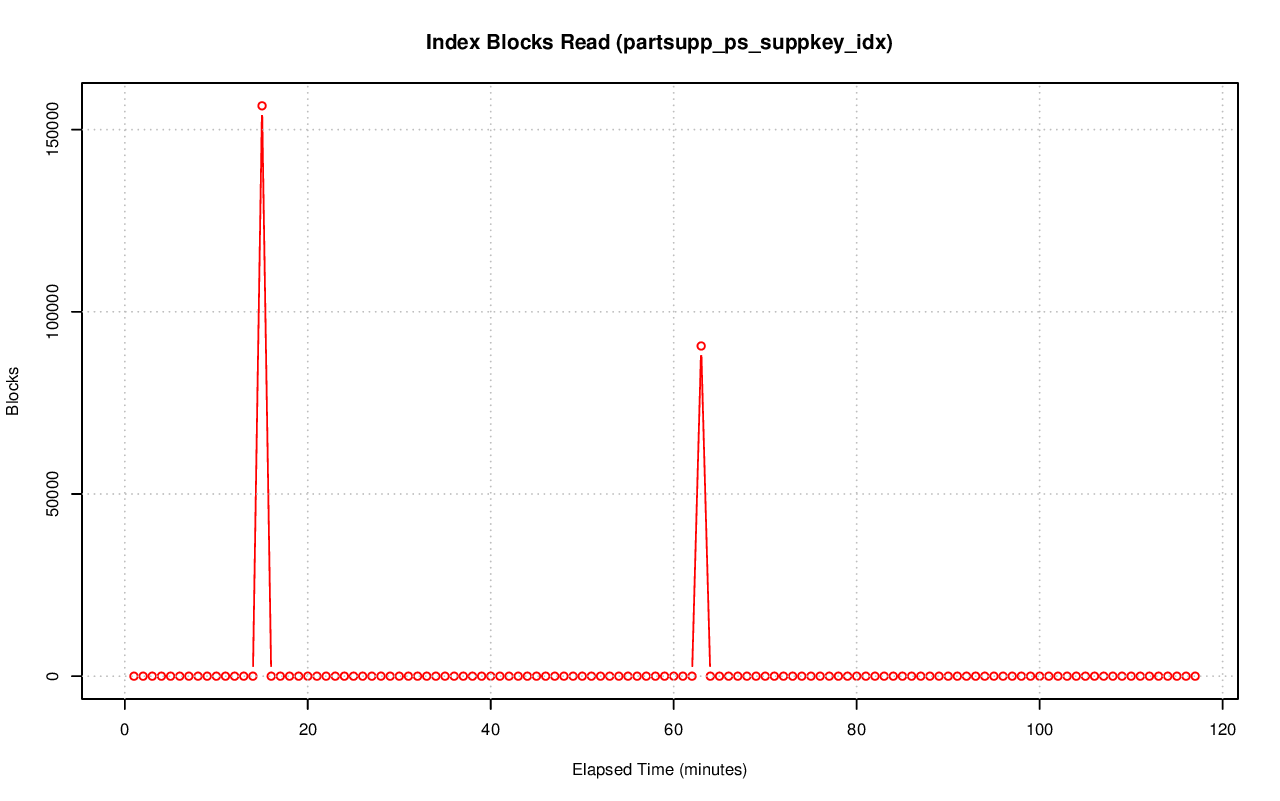 Index Blocks Read (partsupp_ps_suppkey_idx)
150000
100000
50000
0
Blocks
0 20 40 60 80 100 120
Elapsed Time (minutes)